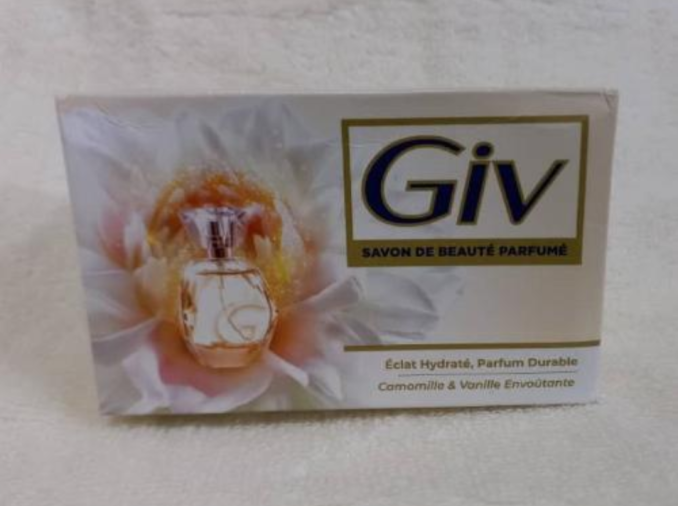 Giv
SAVON DE BEAUTÉ PARFUMÉ
Éclat Hydraté, Parfum Durable
Camomille & Vanille Envoûtante
G